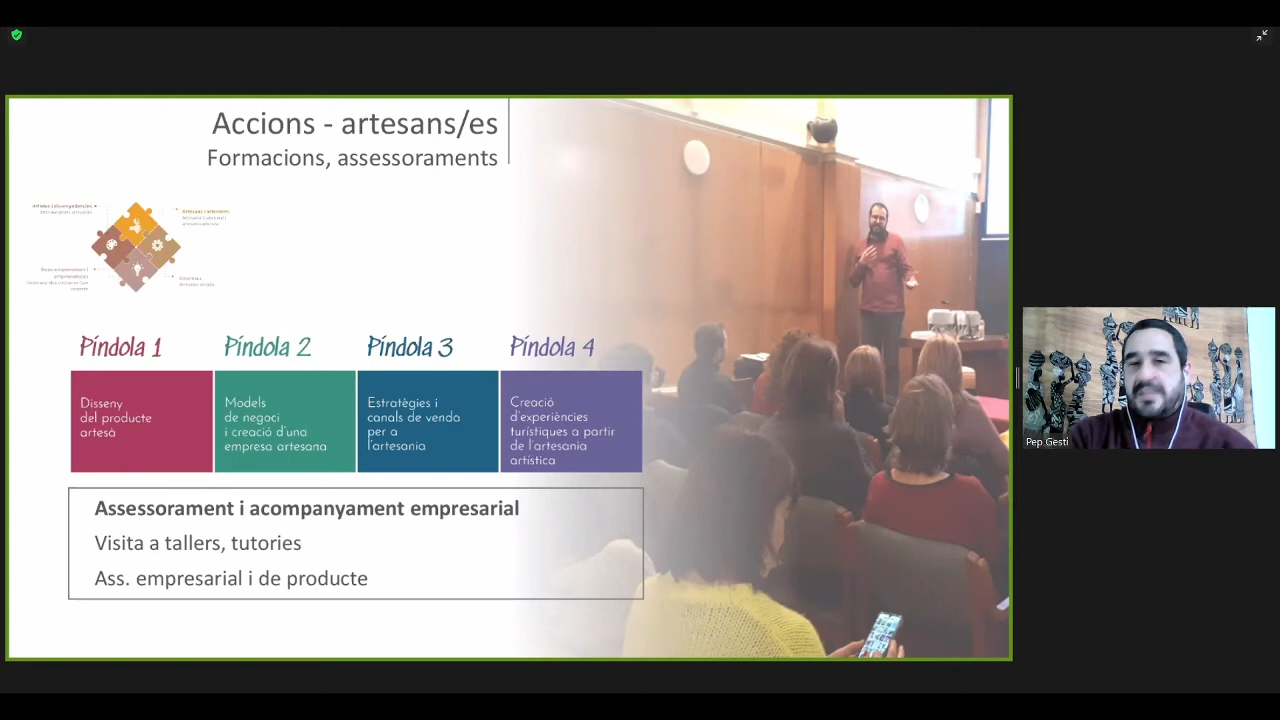 Accions - artesans/es
Formacions, assessoraments
Píndola 1
Píndola 2
Píndola 3
Píndola 4
Disseny
del producte
artesà
Models
de negoci
i creació d'una
empresa artesana
Estratègies i
canals de venda
per a
l'artesania
Creació
d'experiències
turístiques a partir
de l'artesania
artística
Assessorament i acompanyament empresarial
Visita a tallers, tutories
Ass. empresarial i de producte
Pep Gestí